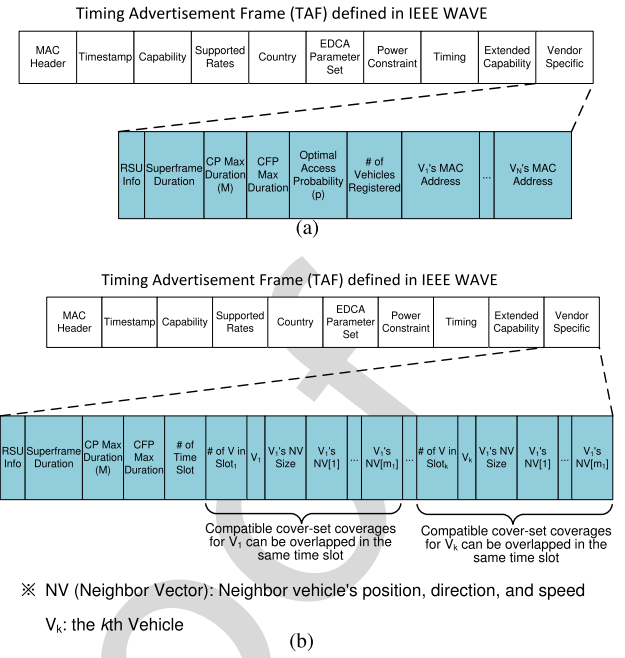 Timing Advertisement Frame (TAF) defined in IEEE WAVE
MAC Header
Timestamp
Capability
Supported Rates
Country
EDCA Parameter Set
Power Constraint
Timing
Extended Capability
Vendor Specific
RSU Info
Superframe Duration
CP Max Duration (M)
CFP Max Duration
Optimal Access Probability (p)
# of Vehicles Registered
V1's MAC Address
...
VN's MAC Address
(a)
Timing Advertisement Frame (TAF) defined in IEEE WAVE
MAC Header
Timestamp
Capability
Supported Rates
Country
EDCA Parameter Set
Power Constraint
Timing
Extended Capability
Vendor Specific
RSU Info
Superframe Duration
CP Max Duration (M)
CFP Max Duration
# of Time Slot
# of V in Slot1
V1
V1's NV Size
V1's NV[1]
...
V1's NV[m1]
...
# of V in Slotk
Vk
V1's NV Size
V1's NV[1]
...
V1's NV[m1]
Compatible cover-set coverages
for V1 can be overlapped in the
same time slot
Compatible cover-set coverages
for Vk can be overlapped in the
same time slot
※ NV (Neighbor Vector): Neighbor vehicle's position, direction, and speed
Vk: the kth Vehicle
(b)